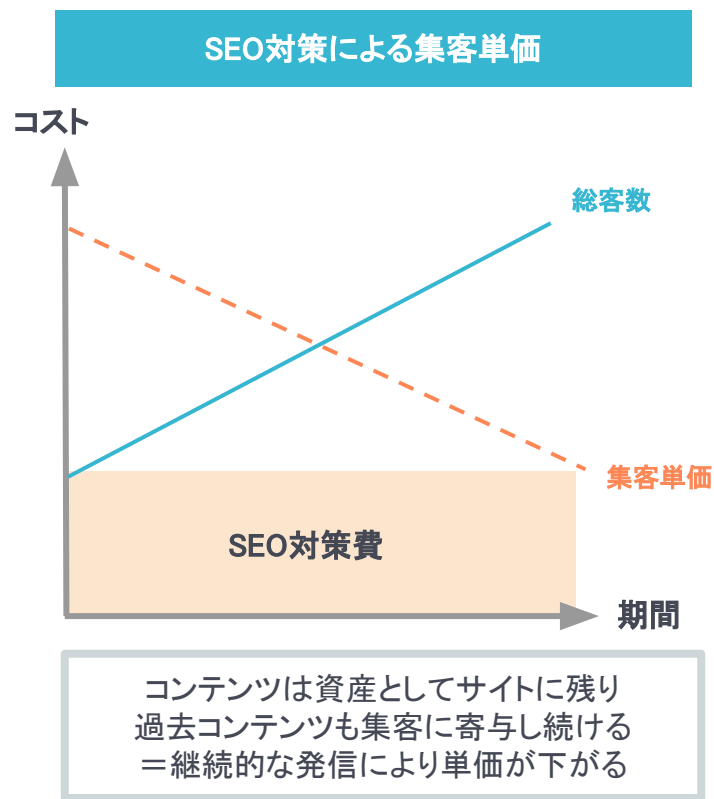 SEO対策による集客単価
コスト
総客数
集客単価
SEO対策費
期間
コンテンツは資産としてサイトに残り
過去コンテンツも集客に寄与し続ける
＝継続的な発信により単価が下がる